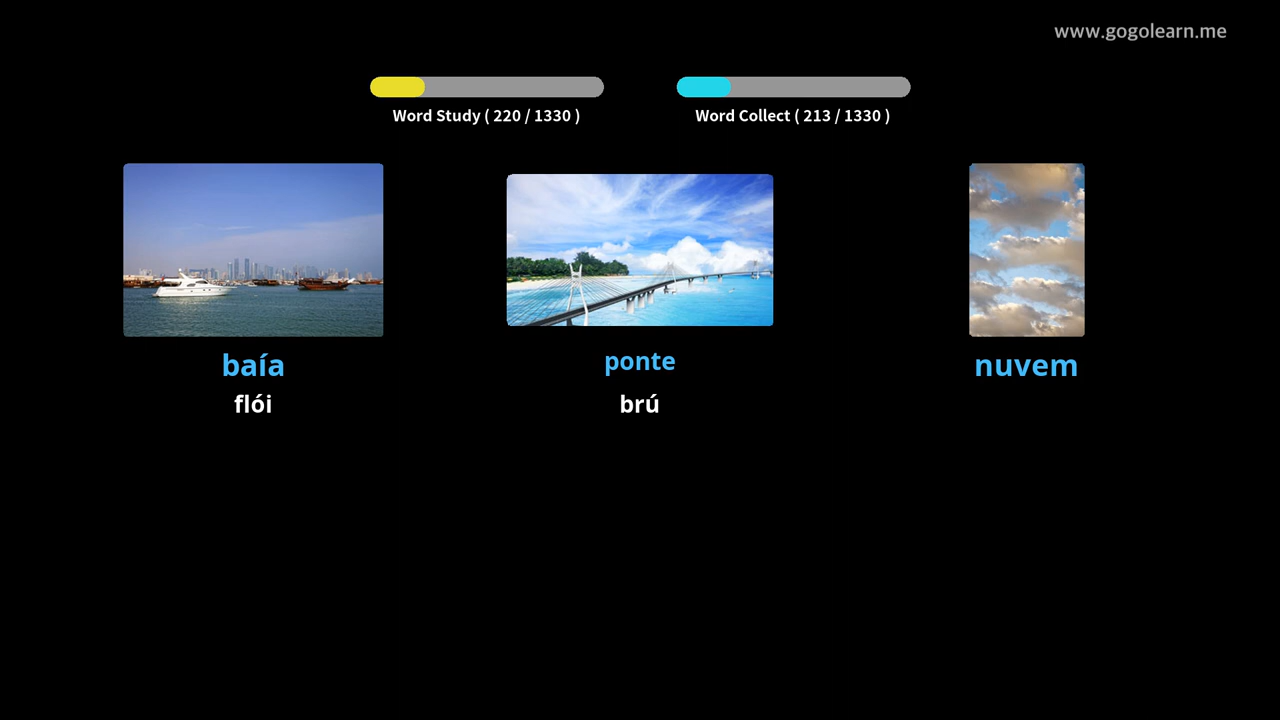 www.gogolearn.me
Word Study ( 220 / 1330 )
Word Collect ( 213 / 1330 )
baía
flói
ponte
brú
nuvem